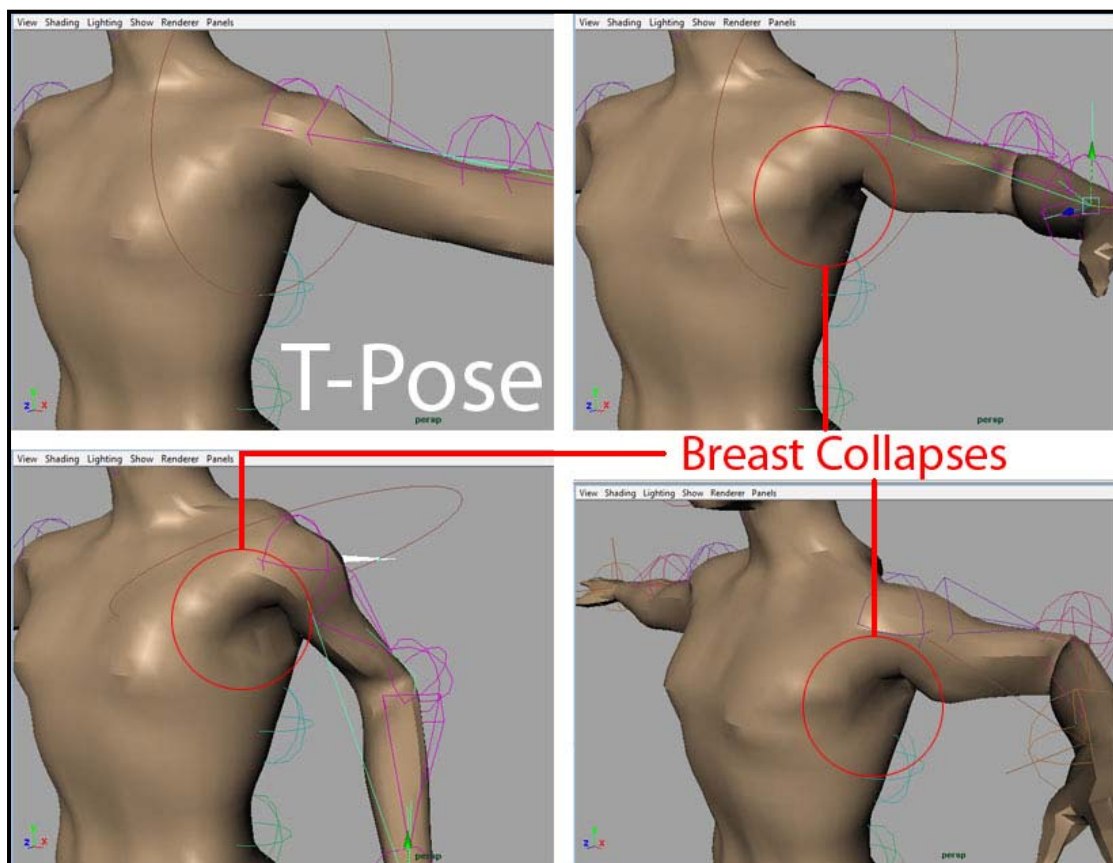 View Shading Lighting Show Renderer Panels
View Shading Lighting Show Renderer Panels
T-Pose
persp
persp
y
z x
y
z x
Breast Collapses
View Shading Lighting Show Renderer Panels
View Shading Lighting Show Renderer Panels
y
z x
persp
y
z x
persp